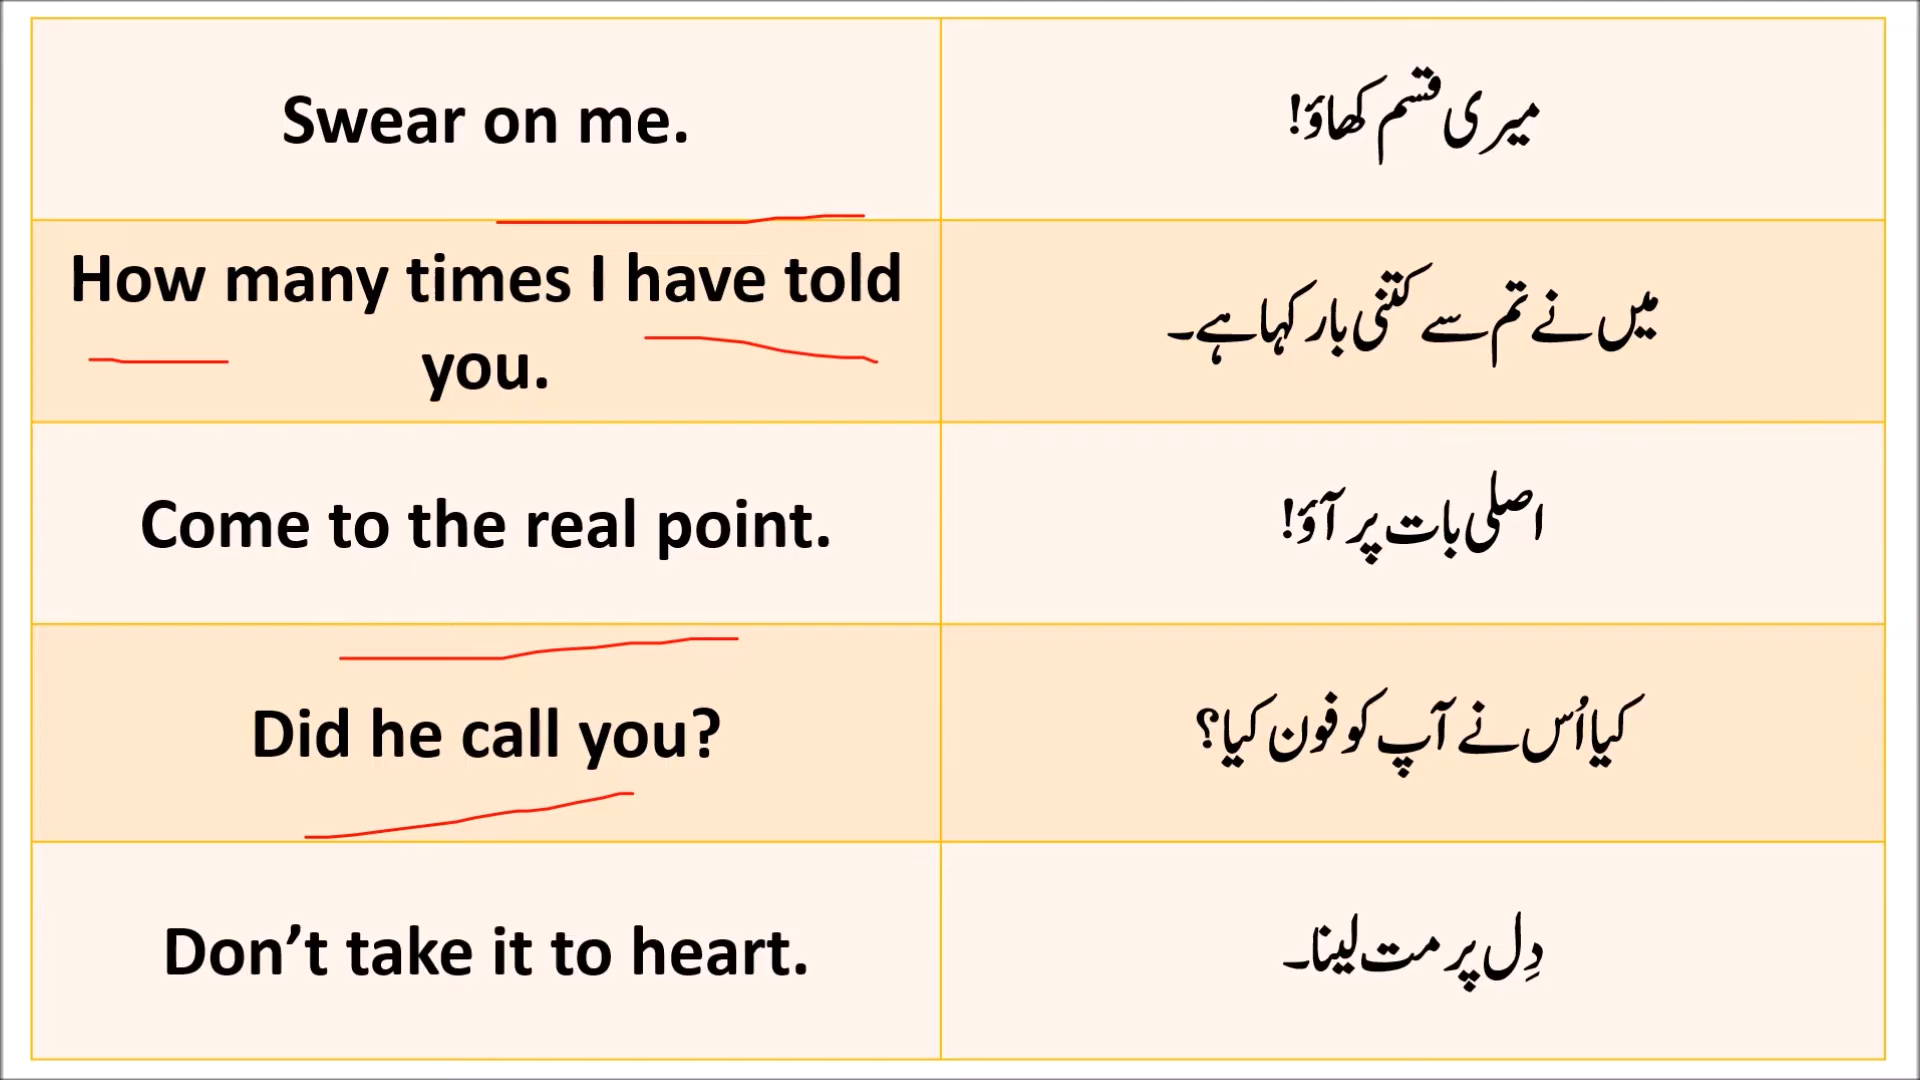 Swear on me.
میری قسم کھاؤ!
How many times I have told
you.
میں نے تم سے کتنی بار کہا ہے۔
Come to the real point.
اصلی بات پر آؤ!
Did he call you?
کیا اُس نے آپ کو فون کیا؟
Don’t take it to heart.
دِل پر مت لینا۔